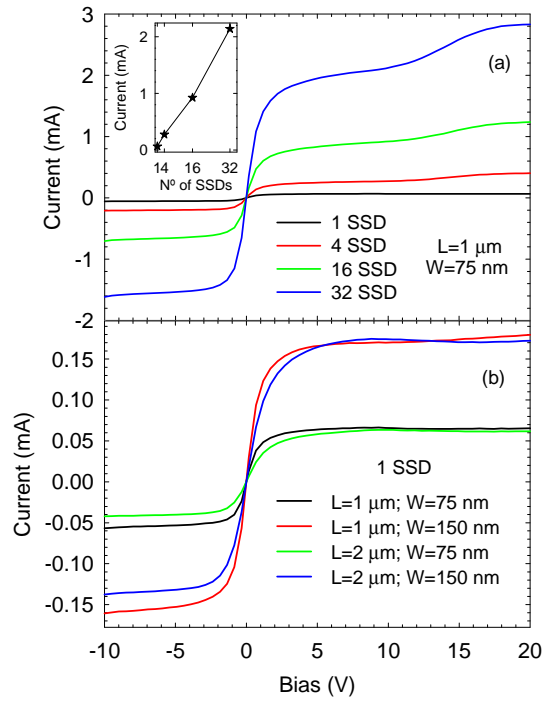 3
2
1
0
-1
-2
Current (mA)
(a)
2
1
0
Current (mA)
14 16 32
Nº of SSDs
1 SSD
4 SSD
16 SSD
32 SSD
L=1 μm
W=75 nm
0.15
0.10
0.05
0.00
-0.05
-0.10
-0.15
Current (mA)
(b)
1 SSD
L=1 μm; W=75 nm
L=1 μm; W=150 nm
L=2 μm; W=75 nm
L=2 μm; W=150 nm
-10 -5 0 5 10 15 20
Bias (V)